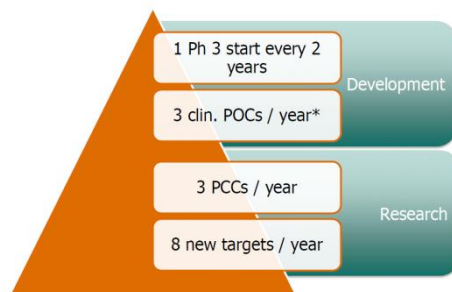 1 Ph 3 start every 2
years
Development
3 clin. POCs / year*
3 PCCs / year
Research
8 new targets / year